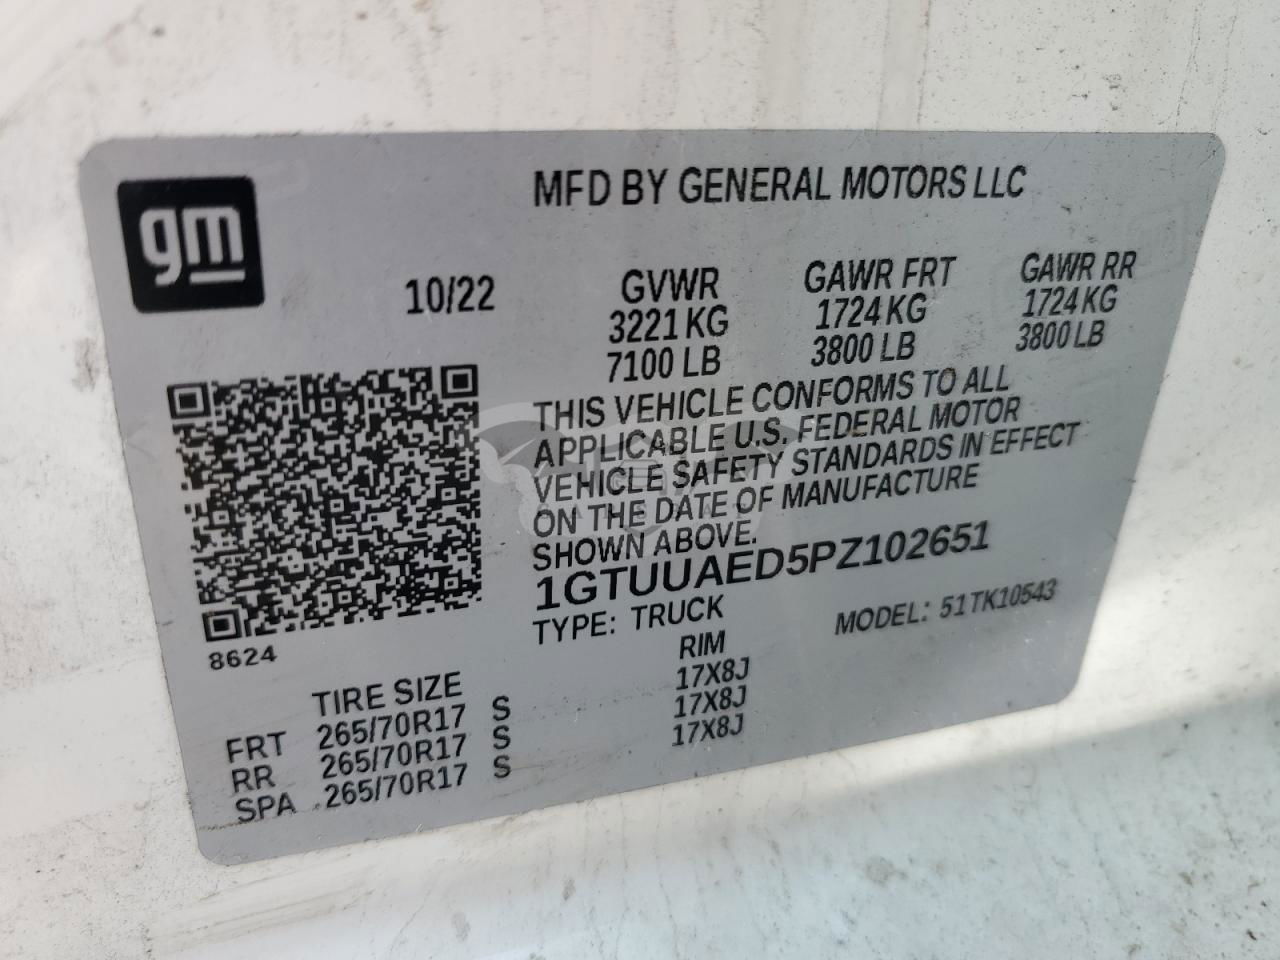 gm
MFD BY GENERAL MOTORS LLC
10/22 GVWR GAWR FRT GAWR RR
3221 KG 1724 KG 1724 KG
7100 LB 3800 LB 3800 LB
THIS VEHICLE CONFORMS TO ALL
APPLICABLE U.S. FEDERAL MOTOR
VEHICLE SAFETY STANDARDS IN EFFECT
ON THE DATE OF MANUFACTURE
SHOWN ABOVE.
1GTUUAED5PZ102651
TYPE: TRUCK MODEL: 51TK10543
8624
TIRE SIZE RIM
FRT 265/70R17 S 17X8J
RR 265/70R17 S 17X8J
SPA 265/70R17 S 17X8J